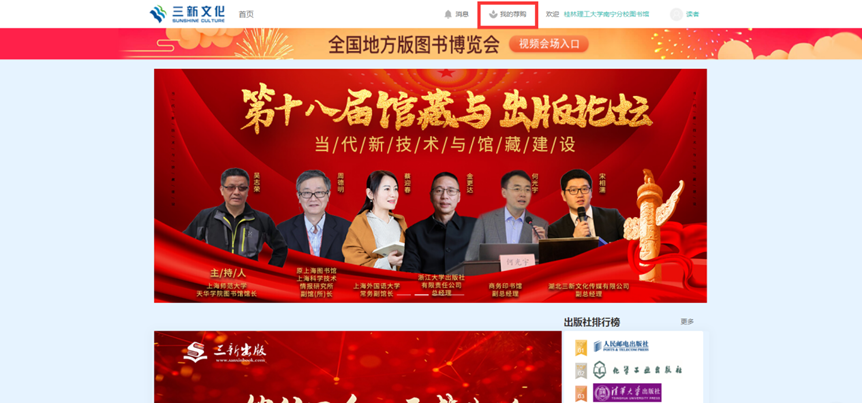 三新文化
SUNSHINE CULTURE
首页
消息
我的荐购
欢迎 桂林理工大学南宁分校图书馆
读者
全国地方版图书博览会
视频会场入口
第十八届馆藏与出版论坛
当/代/新/技/术/与/馆/藏/建/设
吴志荣
周德明
蔡迎春
金更达
何光宇
宋相瀛
主/持/人
上海师范大学
天华学院图书馆馆长
原上海图书馆
上海科学技术
情报研究所
副馆(所)长
上海外国语大学
常务副馆长
浙江大学出版社
有限责任公司
总经理
商务印书馆
副总经理
湖北三新文化传媒有限公司
副总经理
何光宇
出版社排行榜
更多
三新出版
www.sanxinbook.com
01
人民邮电出版社
POSTS & TELECOM PRESS
02
化学工业出版社
03
清华大学出版社
TSINGHUA UNIVERSITY PRESS